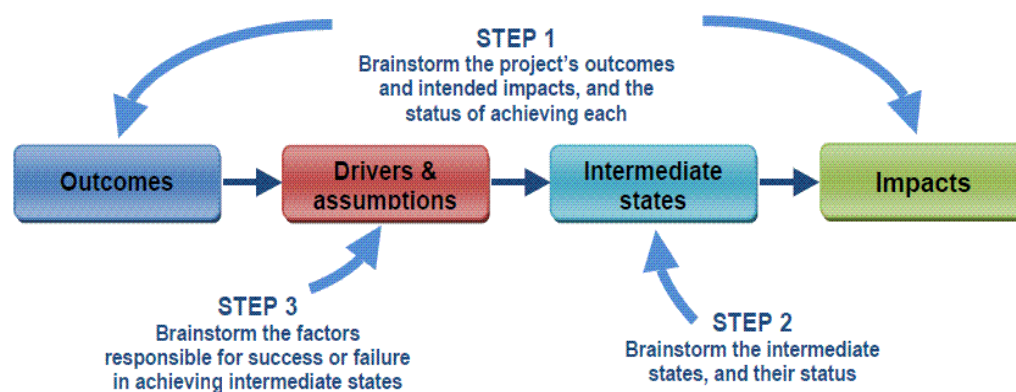 STEP 1
Brainstorm the project's outcomes
and intended impacts, and the
status of achieving each
Outcomes
Drivers &
assumptions
Intermediate
states
Impacts
STEP 3
Brainstorm the factors
responsible for success or failure
in achieving intermediate states
STEP 2
Brainstorm the intermediate
states, and their status